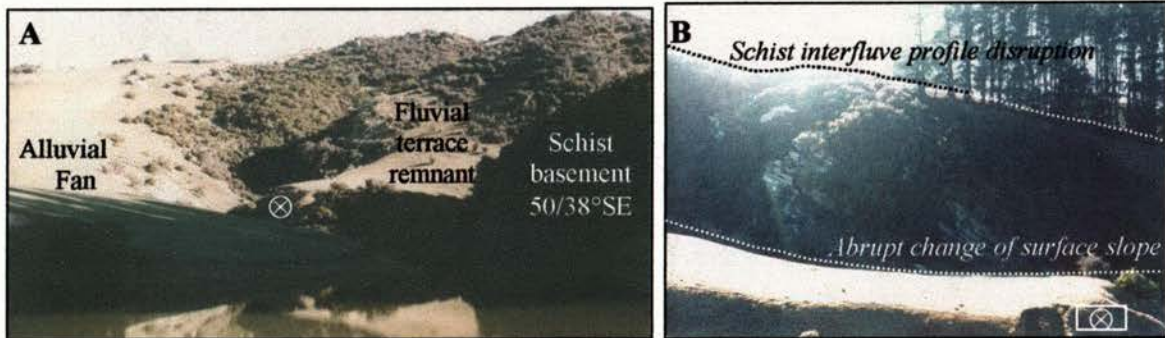 A
Alluvial
Fan
Fluvial
terrace
remnant
Schist
basement
50/38°SE
B
Schist interfluve profile disruption
Abrupt change of surface slope